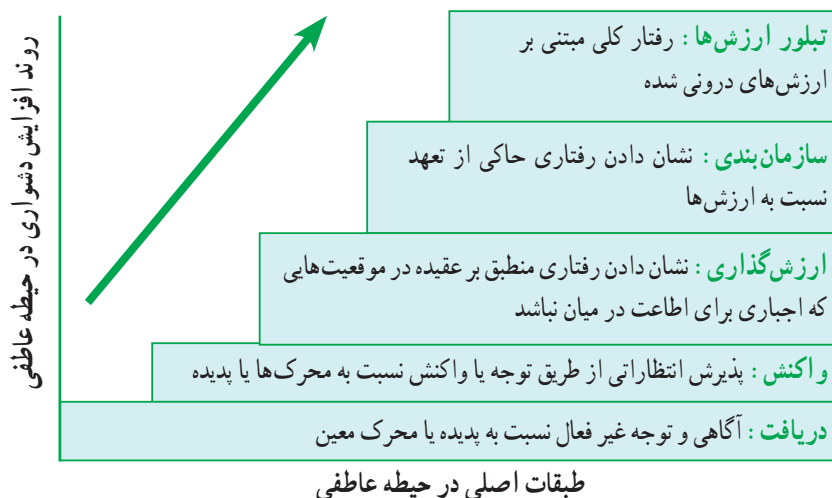 روند افزایش دشواری در حیطه عاطفی
تبلور ارزش‌ها : رفتار کلی مبتنی بر
ارزش‌های درونی شده
سازمان‌بندی : نشان دادن رفتاری حاکی از تعهد
نسبت به ارزش‌ها
ارزش‌گذاری : نشان دادن رفتاری منطبق بر عقیده در موقعیت‌هایی
که اجباری برای اطاعت در میان نباشد
واکنش : پذیرش انتظاراتی از طریق توجه یا واکنش نسبت به محرک‌ها یا پدیده
دریافت : آگاهی و توجه غیر فعال نسبت به پدیده یا محرک معین
طبقات اصلی در حیطه عاطفی